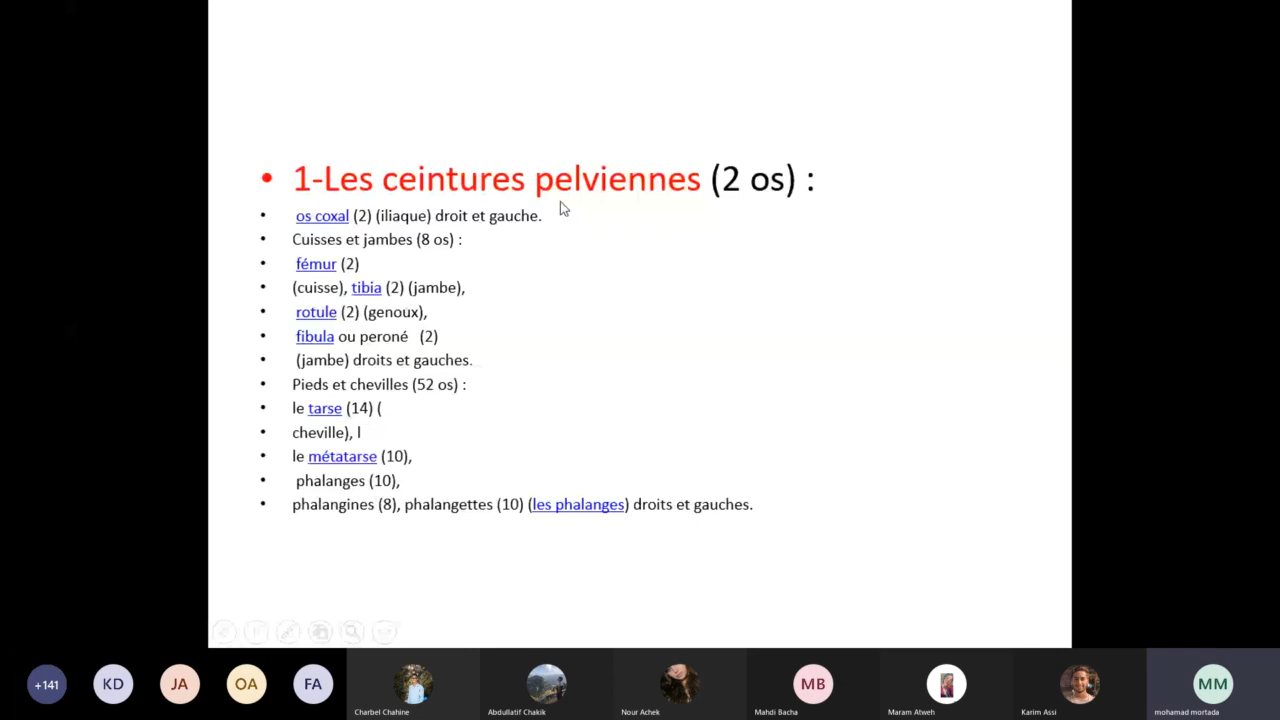 • 1-Les ceintures pelviennes (2 os) :
• os coxal (2) (iliaque) droit et gauche.
• Cuisses et jambes (8 os) :
• fémur (2)
• (cuisse), tibia (2) (jambe),
• rotule (2) (genoux),
• fibula ou peroné (2)
• (jambe) droits et gauches.
• Pieds et chevilles (52 os) :
• le tarse (14) (
• cheville), l
• le métatarse (10),
• phalanges (10),
• phalangines (8), phalangettes (10) (les phalanges) droits et gauches.
+141 KD JA OA FA MB MM
Charbel Chahine Abdullatif Chakik Nour Achek Mahdi Bacha Maram Atweh Karim Assi mohamad mortada